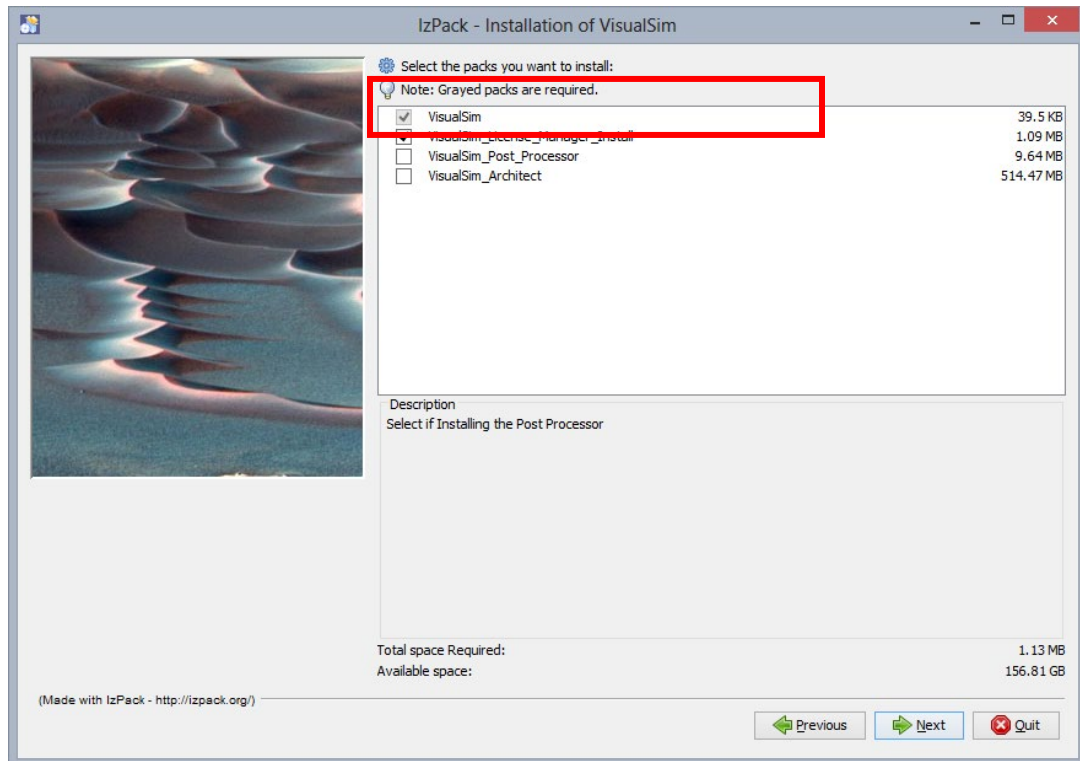 IzPack - Installation of VisualSim
Select the packs you want to install:
Note: Grayed packs are required.
VisualSim 39.5 KB
VisualSim_License_Manager_Install 1.09 MB
VisualSim_Post_Processor 9.64 MB
VisualSim_Architect 514.47 MB
Description
Select if Installing the Post Processor
Total space Required: 1.13 MB
Available space: 156.81 GB
(Made with IzPack - http://izpack.org/)
Previous Next Quit